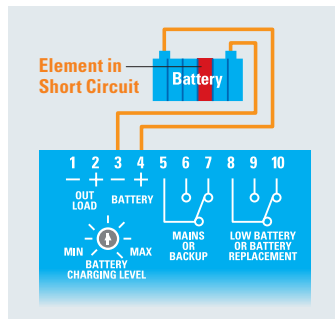 Element in
Short Circuit
Battery
1 2 3 4 5 6 7 8 9 10
− + − +
OUT
LOAD
BATTERY
MIN
MAX
BATTERY
CHARGING LEVEL
MAINS
OR
BACKUP
LOW BATTERY
OR BATTERY
REPLACEMENT